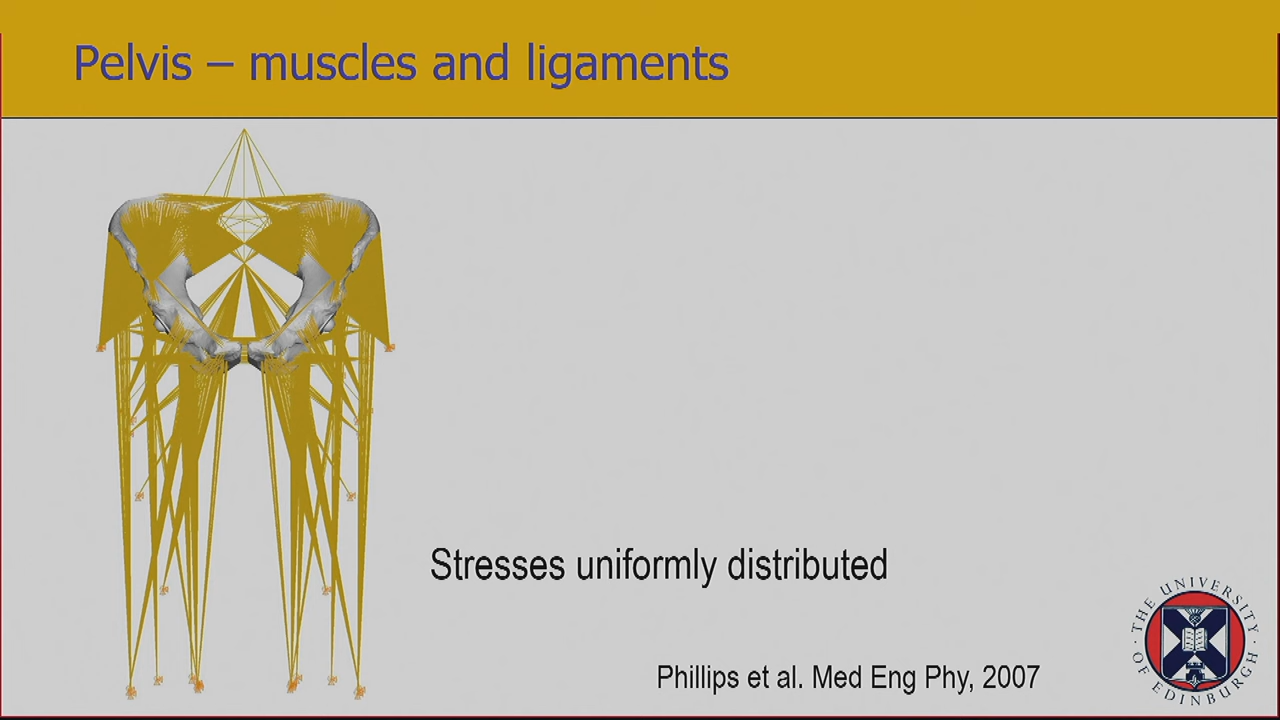 Pelvis – muscles and ligaments
Stresses uniformly distributed
Phillips et al. Med Eng Phy, 2007
THE UNIVERSITY OF EDINBURGH